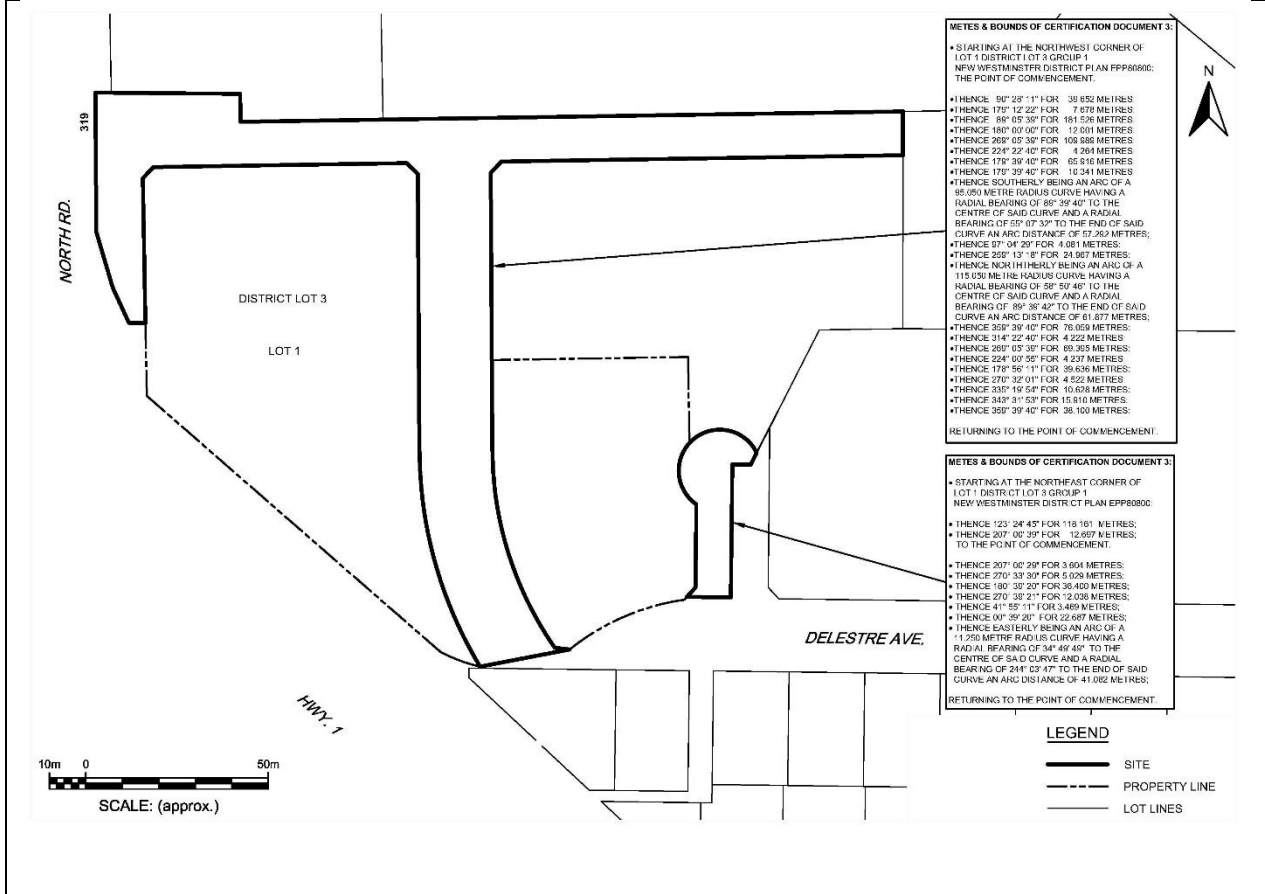 METES & BOUNDS OF CERTIFICATION DOCUMENT 3:
• STARTING AT THE NORTHWEST CORNER OF
LOT 1 DISTRICT LOT 3 GROUP 1
NEW WESTMINSTER DISTRICT PLAN EPP80800:
THE POINT OF COMMENCEMENT.
•THENCE 90° 28' 11" FOR 39.652 METRES:
•THENCE 179° 12' 22" FOR 7.678 METRES:
•THENCE 89° 05' 39" FOR 181.526 METRES:
•THENCE 180° 00' 00" FOR 12.001 METRES:
•THENCE 269° 05' 39" FOR 109.989 METRES:
•THENCE 224° 22' 40" FOR 4.264 METRES:
•THENCE 179° 39' 40" FOR 65.916 METRES
•THENCE 179° 39' 40" FOR 10.341 METRES:
•THENCE SOUTHERLY BEING AN ARC OF A
95.050 METRE RADIUS CURVE HAVING A
RADIAL BEARING OF 89° 39' 40" TO THE
CENTRE OF SAID CURVE AND A RADIAL
BEARING OF 55° 07' 32" TO THE END OF SAID
CURVE AN ARC DISTANCE OF 57.292 METRES;
•THENCE 97° 04' 29" FOR 4.081 METRES:
•THENCE 259° 13' 18" FOR 24.967 METRES:
•THENCE NORTHTHERLY BEING AN ARC OF A
115.050 METRE RADIUS CURVE HAVING A
RADIAL BEARING OF 58° 50' 46" TO THE
CENTRE OF SAID CURVE AND A RADIAL
BEARING OF 89° 39' 42" TO THE END OF SAID
CURVE AN ARC DISTANCE OF 61.877 METRES;
•THENCE 359° 39' 40" FOR 76.059 METRES:
•THENCE 314° 22' 40" FOR 4.222 METRES:
•THENCE 269° 05' 39" FOR 69.395 METRES:
•THENCE 224° 00' 55" FOR 4.237 METRES
•THENCE 178° 56' 11" FOR 39.636 METRES:
•THENCE 270° 32' 01" FOR 4.522 METRES
•THENCE 335° 19' 54" FOR 10.628 METRES:
•THENCE 343° 31' 53" FOR 15.910 METRES:
•THENCE 359° 39' 40" FOR 38.100 METRES:
RETURNING TO THE POINT OF COMMENCEMENT.
N
319
NORTH RD.
DISTRICT LOT 3
LOT 1
METES & BOUNDS OF CERTIFICATION DOCUMENT 3:
• STARTING AT THE NORTHEAST CORNER OF
LOT 1 DISTRICT LOT 3 GROUP 1
NEW WESTMINSTER DISTRICT PLAN EPP80800
• THENCE 123° 24' 45" FOR 118.161 METRES;
• THENCE 207° 00' 39" FOR 12.697 METRES;
TO THE POINT OF COMMENCEMENT.
• THENCE 207° 00' 29" FOR 3.604 METRES;
• THENCE 270° 33' 30" FOR 5.029 METRES;
• THENCE 180° 39' 20" FOR 36.400 METRES;
• THENCE 270° 39' 21" FOR 12.036 METRES;
• THENCE 41° 55' 11" FOR 3.469 METRES;
• THENCE 00° 39' 20" FOR 22.687 METRES;
• THENCE EASTERLY BEING AN ARC OF A
11.250 METRE RADIUS CURVE HAVING A
RADIAL BEARING OF 34° 49' 49" TO THE
CENTRE OF SAID CURVE AND A RADIAL
BEARING OF 244° 03' 47" TO THE END OF SAID
CURVE AN ARC DISTANCE OF 41.082 METRES;
RETURNING TO THE POINT OF COMMENCEMENT.
DELESTRE AVE.
HWY. 1
10m 0 50m
SCALE: (approx.)
LEGEND
SITE
PROPERTY LINE
LOT LINES